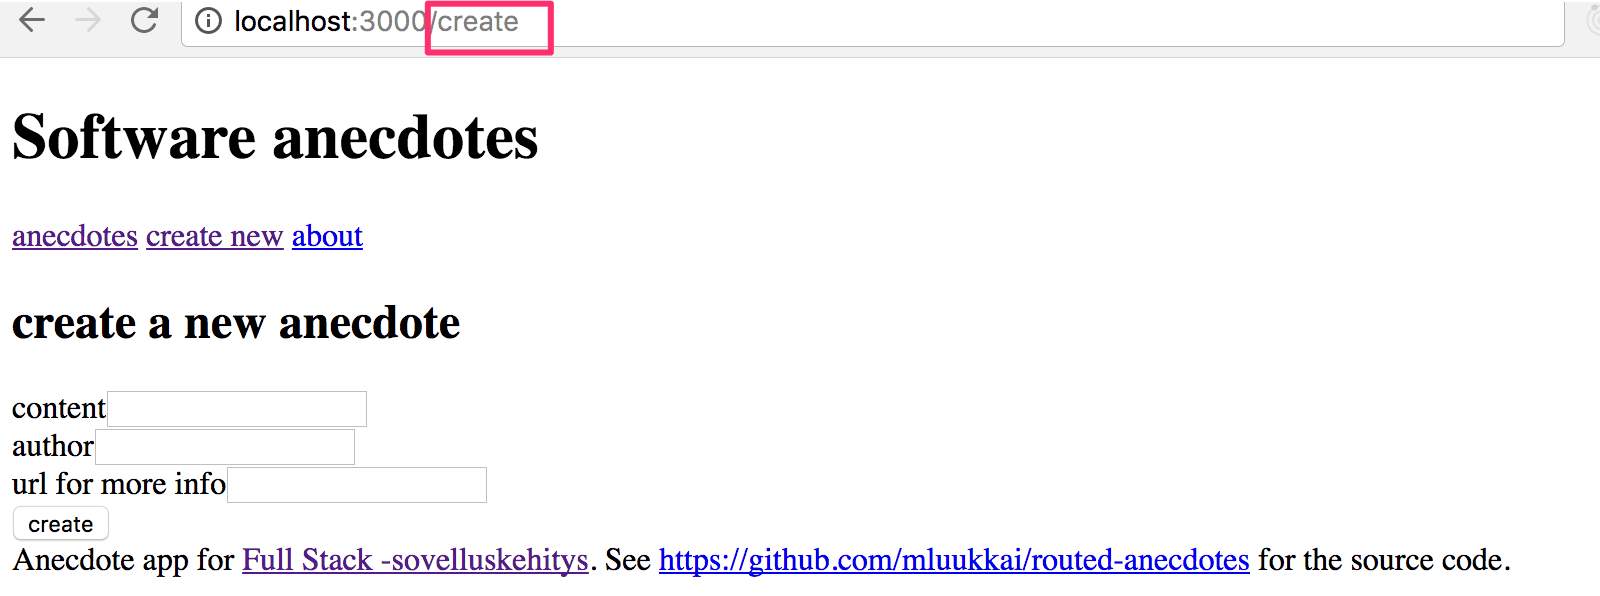 localhost:3000/create
Software anecdotes
anecdotes create new about
create a new anecdote
content
author
url for more info
create
Anecdote app for Full Stack -sovelluskehitys. See https://github.com/mluukkai/routed-anecdotes for the source code.